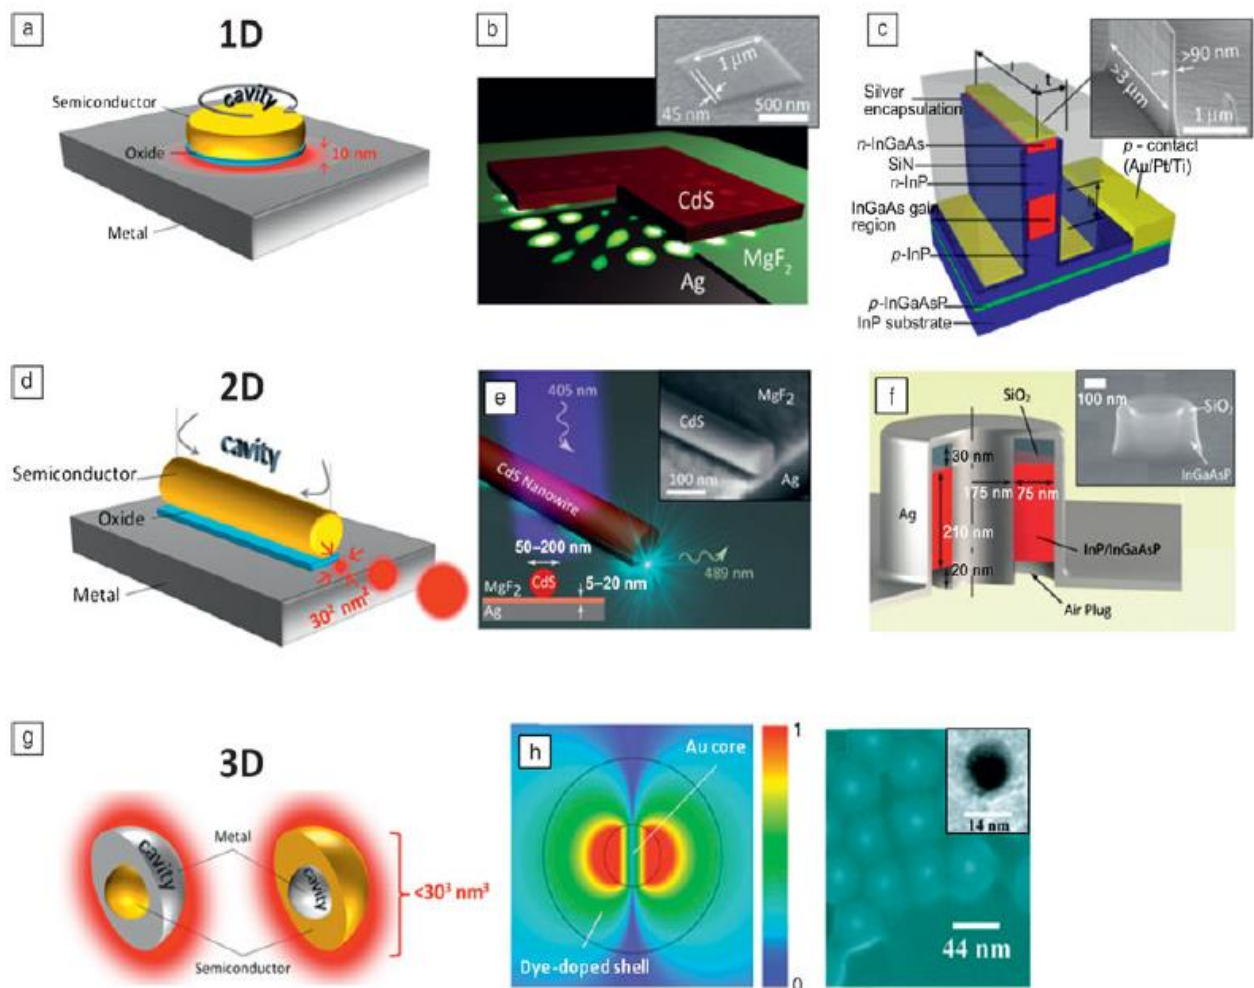 a
1D
cavity
Semiconductor
Oxide
10 nm
Metal
b
1 μm
45 nm
500 nm
CdS
MgF2
Ag
c
l
t
>90 nm
>3 μm
1 μm
Silver
encapsulation
n-InGaAs
SiN
n-InP
InGaAs gain
region
p-InP
p-InGaAsP
InP substrate
p - contact
(Au/Pt/Ti)
h
d
2D
cavity
Semiconductor
Oxide
Metal
30² nm²
e
405 nm
MgF2
CdS
Ag
100 nm
CdS Nanowire
50–200 nm
CdS
5–20 nm
MgF2
Ag
489 nm
f
SiO2
100 nm
SiO2
InGaAsP
30 nm
175 nm
75 nm
Ag
210 nm
InP/InGaAsP
20 nm
Air Plug
g
3D
Metal
cavity
cavity
<30³ nm³
Semiconductor
h
Au core
Dye-doped shell
1
0
14 nm
44 nm